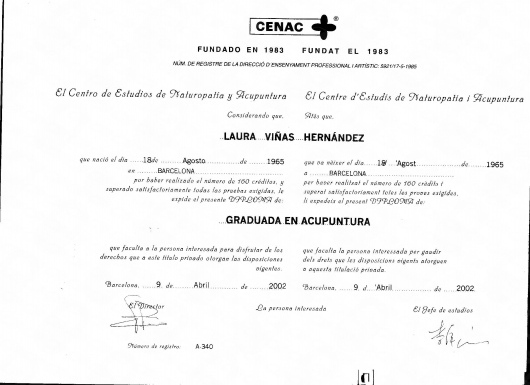 CENAC ®
FUNDADO EN 1983 FUNDAT EL 1983
NÚM. DE REGISTRE DE LA DIRECCIÓ D'ENSENYAMENT PROFESSIONAL I ARTÍSTIC: 5921/17-5-1985
El Centro de Estudios de Naturopatía y Acupuntura El Centre d'Estudis de Naturopatia i Acupuntura
Considerando que, Atés que,
LAURA VIÑAS HERNÁNDEZ
que nació el día 18 de Agosto de 1965 que va néixer el día 18 'Agost de 1965
en BARCELONA a BARCELONA
por haber realizado el número de 160 créditos, y per haver realitzat el número de 160 crèdits i
superado satisfactoriamente todas las pruebas exigidas, le superat satisfactoriament totes les proves exigides,
expide el presente DIPLOMA de: li expedeix el present DIPLOMA de:
GRADUADA EN ACUPUNTURA
que faculta a la persona interesada para disfrutar de los que faculta la persona interessada per gaudir
derechos que a este título privado otorgan las disposiciones dels drets que les disposicions vigents atorguen
vigentes. a aquesta titulació privada.
Barcelona, 9 de Abril de 2002 Barcelona, 9 d 'Abril de 2002
El Director La persona interesada El Jefe de estudios
Número de registro: A-340